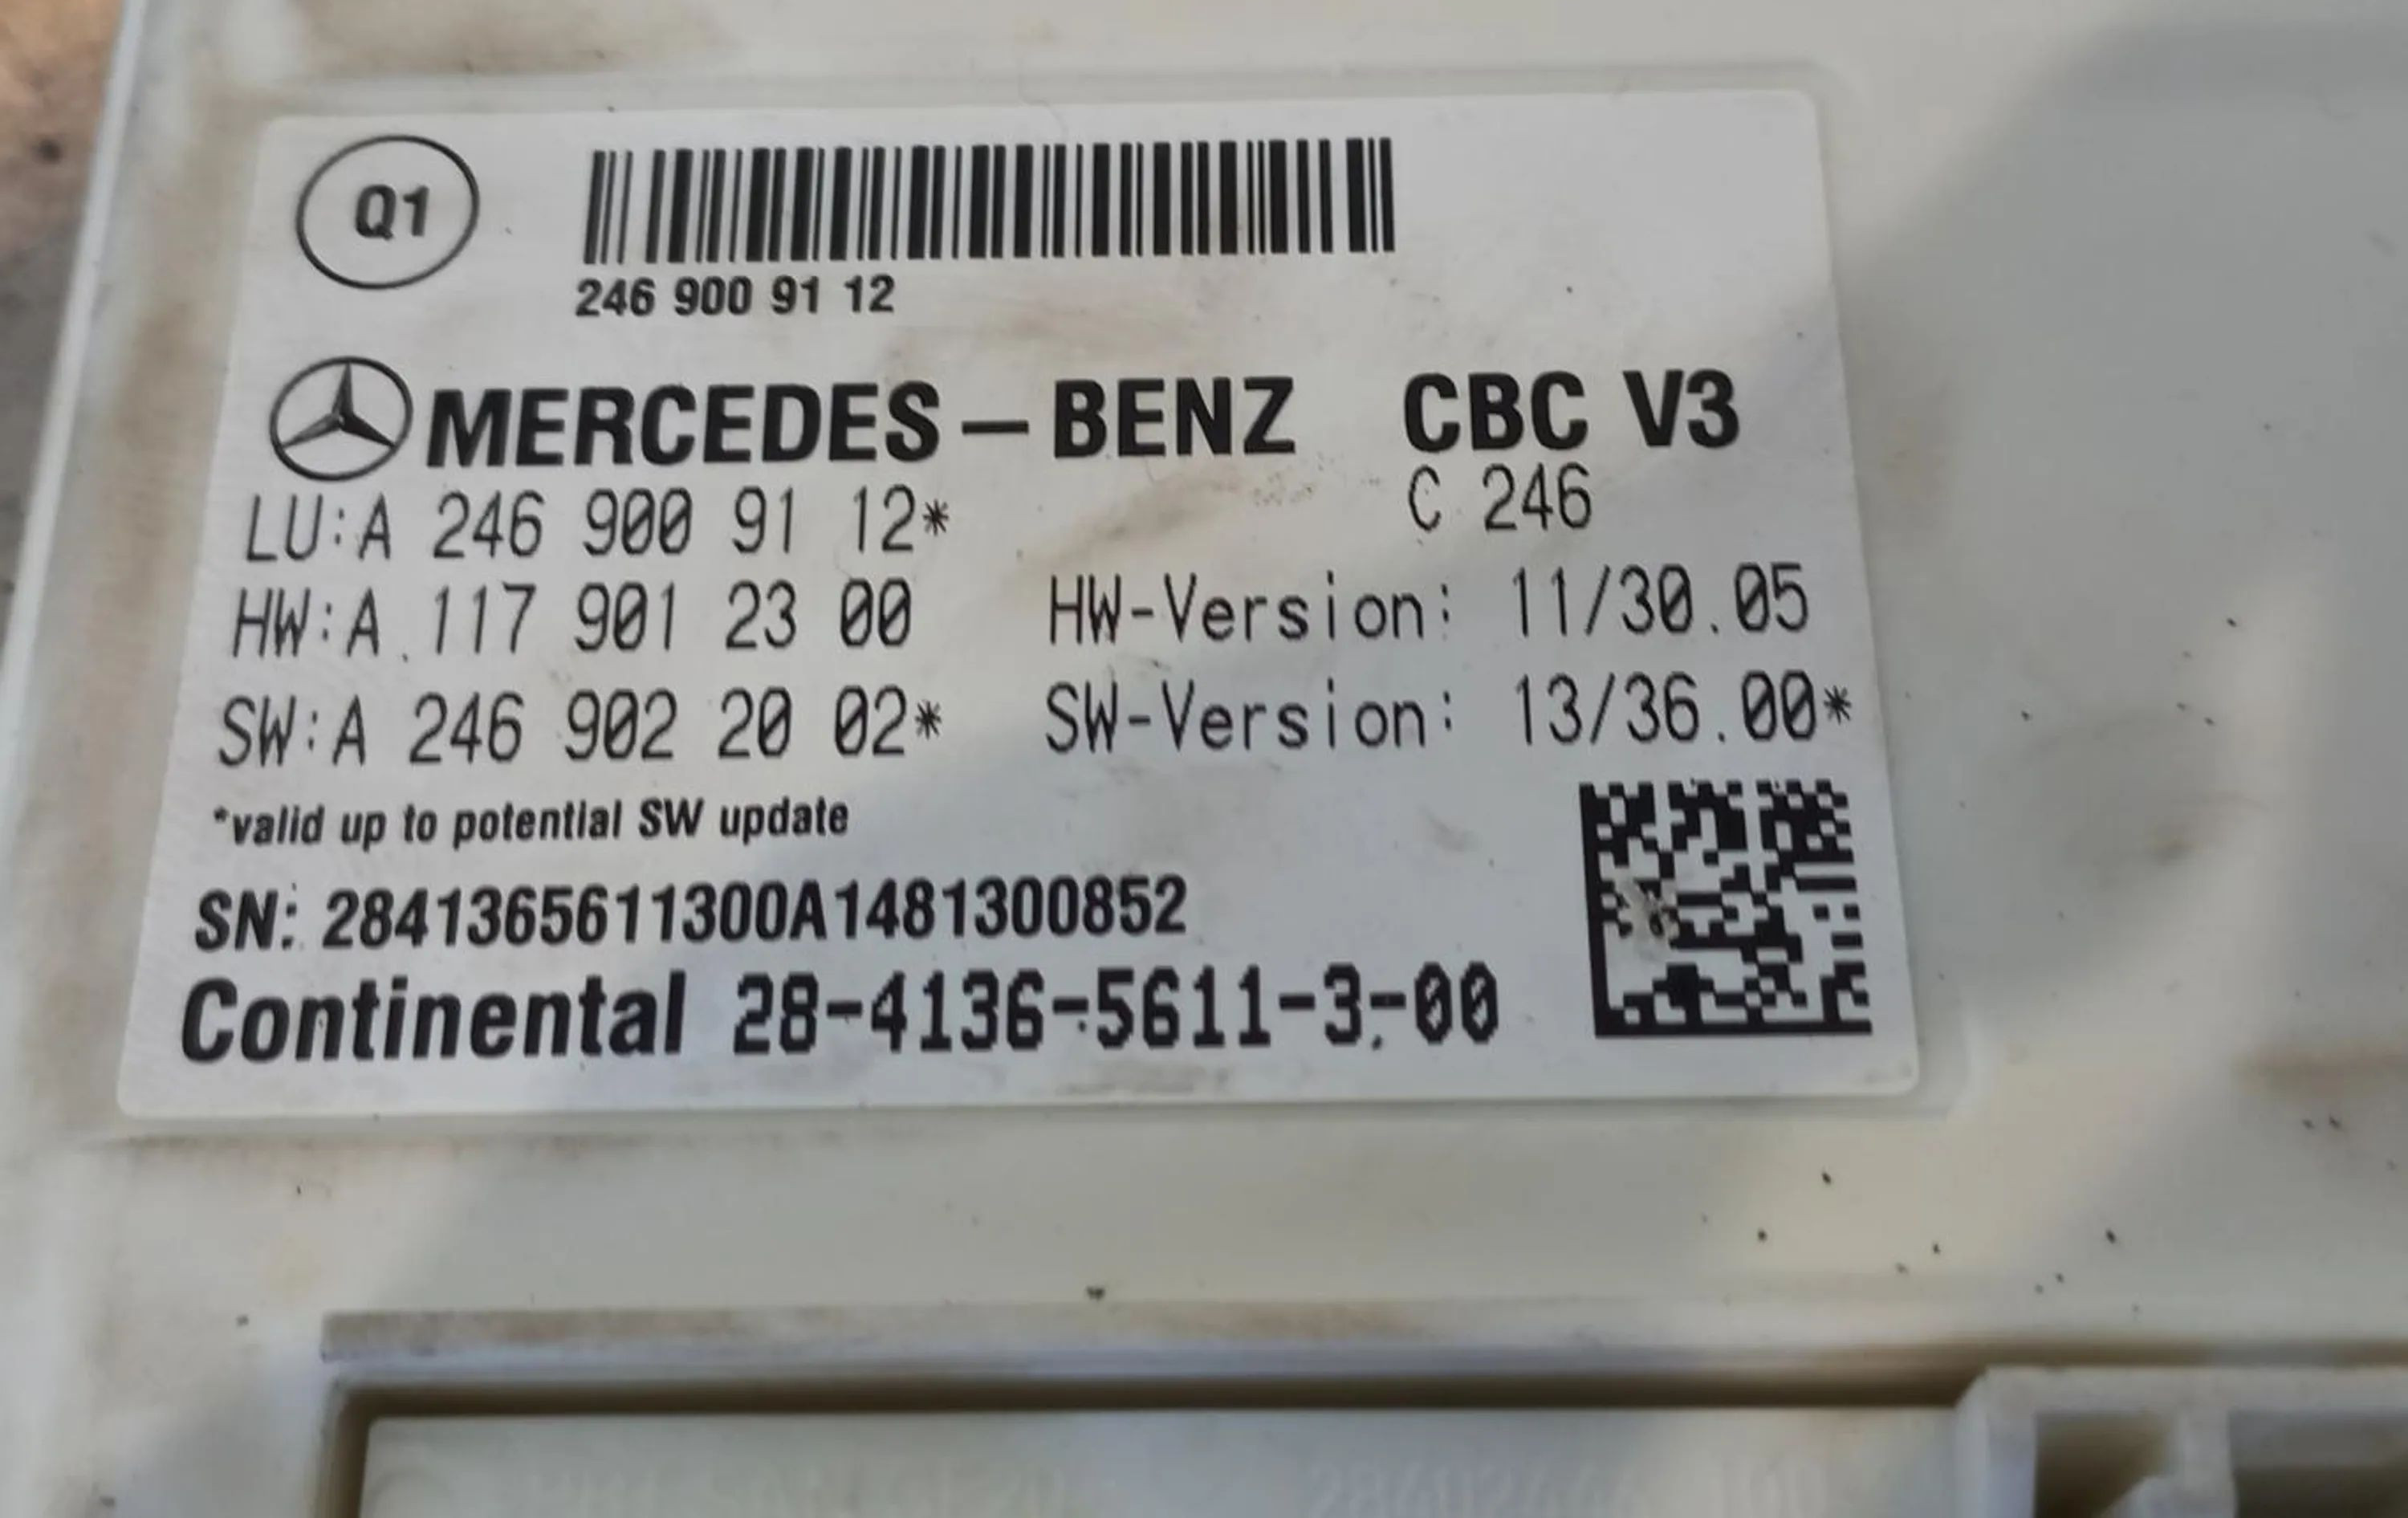 Q1
246 900 91 12
MERCEDES-BENZ CBC V3
C 246
LU:A 246 900 91 12*
HW:A 117 901 23 00 HW-Version: 11/30.05
SW:A 246 902 20 02* SW-Version: 13/36.00*
*valid up to potential SW update
SN: 2841365611300A1481300852
Continental 28-4136-5611-3-00